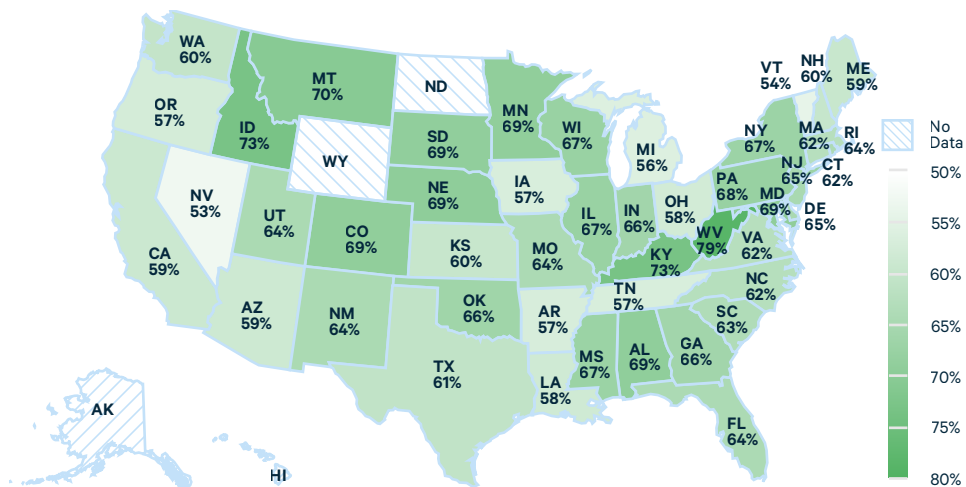 WA
60%
OR
57%
ID
73%
MT
70%
ND
WY
SD
69%
NE
69%
MN
69%
WI
67%
IA
57%
MI
56%
NV
53%
UT
64%
CO
69%
KS
60%
MO
64%
IL
67%
IN
66%
OH
58%
KY
73%
WV
79%
CA
59%
AZ
59%
NM
64%
OK
66%
TX
61%
AR
57%
LA
58%
MS
67%
AL
69%
GA
66%
TN
57%
NC
62%
SC
63%
FL
64%
VA
62%
PA
68%
NY
67%
VT
54%
NH
60%
ME
59%
MA
62%
RI
64%
CT
62%
NJ
65%
MD
69%
DE
65%
AK
HI
No
Data
50%
55%
60%
65%
70%
75%
80%